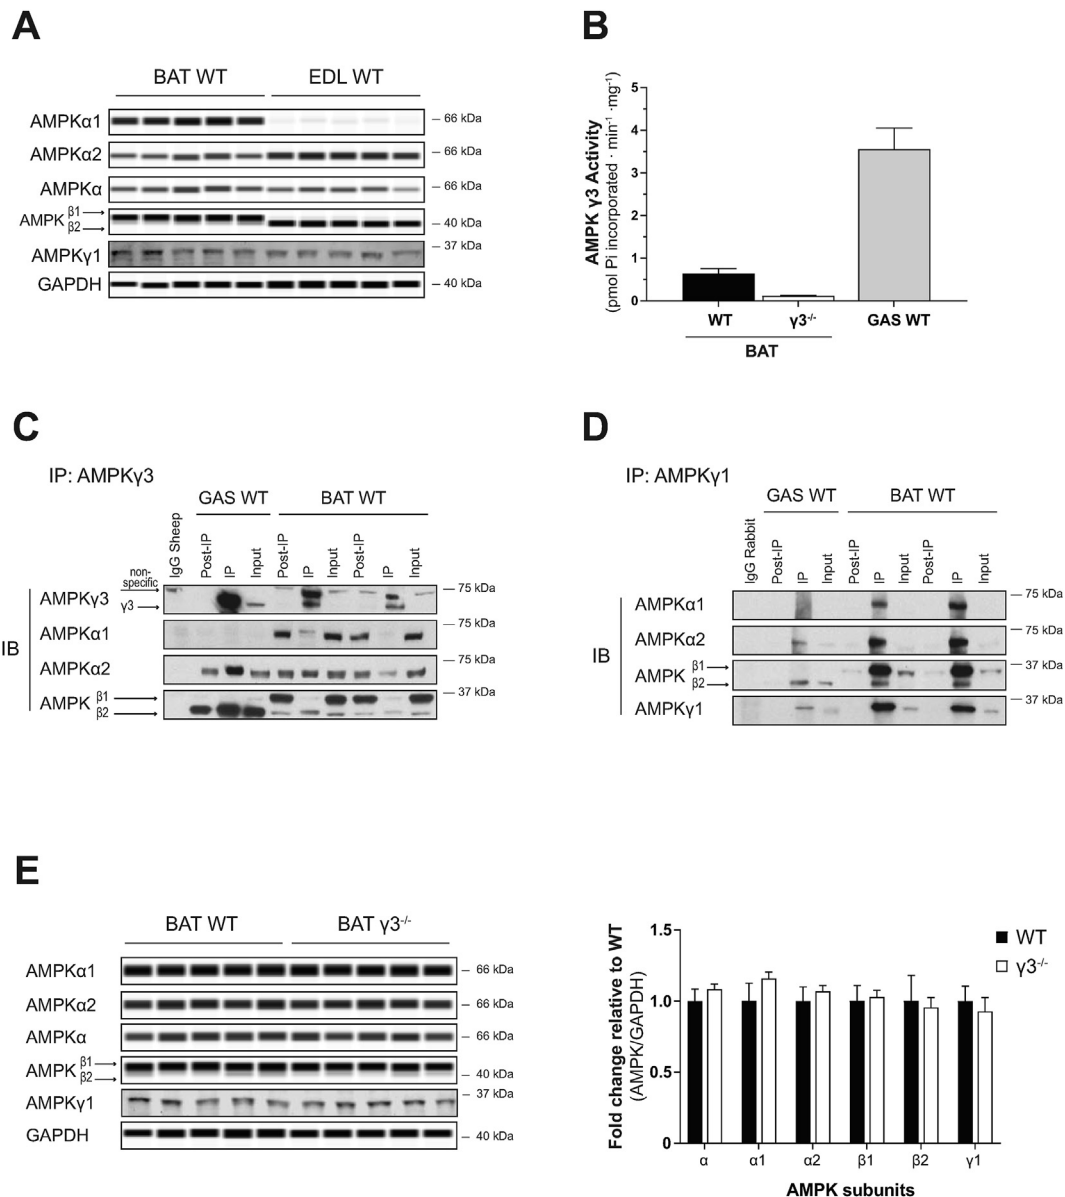 A
BAT WT EDL WT
AMPKα1 66 kDa
AMPKα2 66 kDa
AMPKα 66 kDa
AMPK β1 β2 40 kDa
AMPKγ1 37 kDa
GAPDH 40 kDa
B
AMPK γ3 Activity
(pmol Pi incorporated · min⁻¹ ·mg⁻¹)
5
4
3
2
1
0
WT γ3⁻/⁻ GAS WT
BAT
C
IP: AMPKγ3
GAS WT BAT WT
IgG Sheep Post-IP IP Input Post-IP IP Input Post-IP IP Input
non-
specific
AMPKγ3 γ3 75 kDa
AMPKα1 75 kDa
IB
AMPKα2 75 kDa
AMPK β1 β2 37 kDa
D
IP: AMPKγ1
GAS WT BAT WT
IgG Rabbit Post-IP IP Input Post-IP IP Input Post-IP IP Input
AMPKα1 75 kDa
AMPKα2 75 kDa
IB
AMPK β1 β2 37 kDa
AMPKγ1 37 kDa
E
BAT WT BAT γ3⁻/⁻
AMPKα1 66 kDa
AMPKα2 66 kDa
AMPKα 66 kDa
AMPK β1 β2 40 kDa
AMPKγ1 37 kDa
GAPDH 40 kDa
Fold change relative to WT
(AMPK/GAPDH)
1.5
1.0
0.5
0
WT
γ3⁻/⁻
α α1 α2 β1 β2 γ1
AMPK subunits